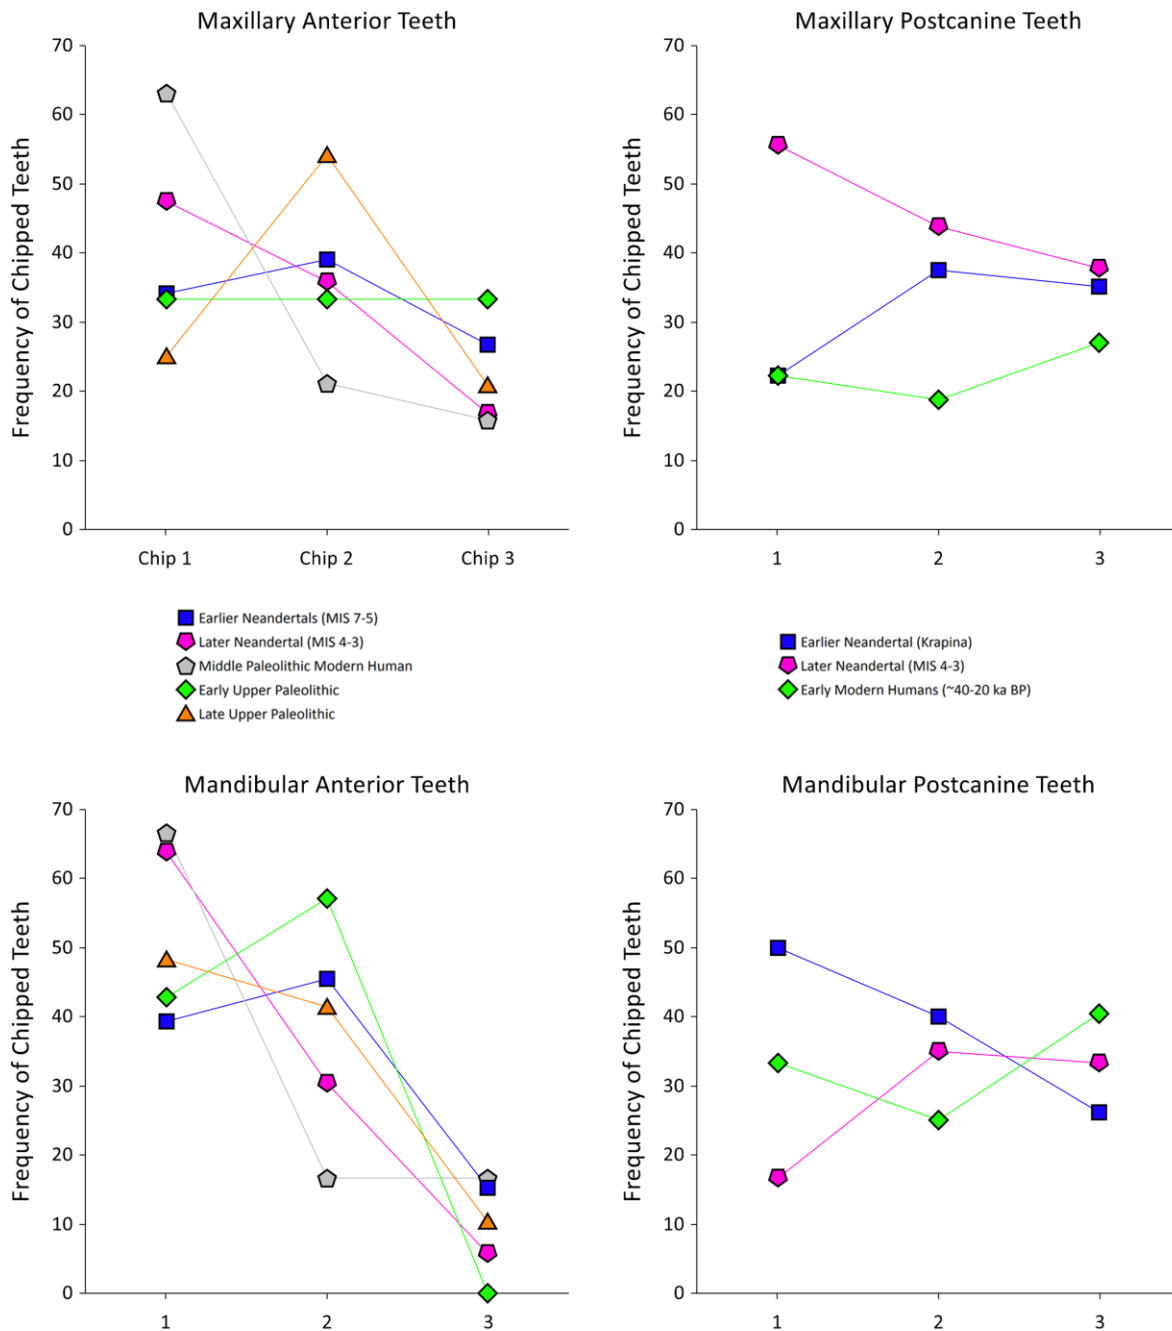 Maxillary Anterior Teeth
Frequency of Chipped Teeth
70
60
50
40
30
20
10
0
Chip 1 Chip 2 Chip 3
Maxillary Postcanine Teeth
Frequency of Chipped Teeth
70
60
50
40
30
20
10
0
1 2 3
Earlier Neandertals (MIS 7-5)
Later Neandertal (MIS 4-3)
Middle Paleolithic Modern Human
Early Upper Paleolithic
Late Upper Paleolithic
Earlier Neandertal (Krapina)
Later Neandertal (MIS 4-3)
Early Modern Humans (~40-20 ka BP)
Mandibular Anterior Teeth
Frequency of Chipped Teeth
70
60
50
40
30
20
10
0
1 2 3
Mandibular Postcanine Teeth
Frequency of Chipped Teeth
70
60
50
40
30
20
10
0
1 2 3